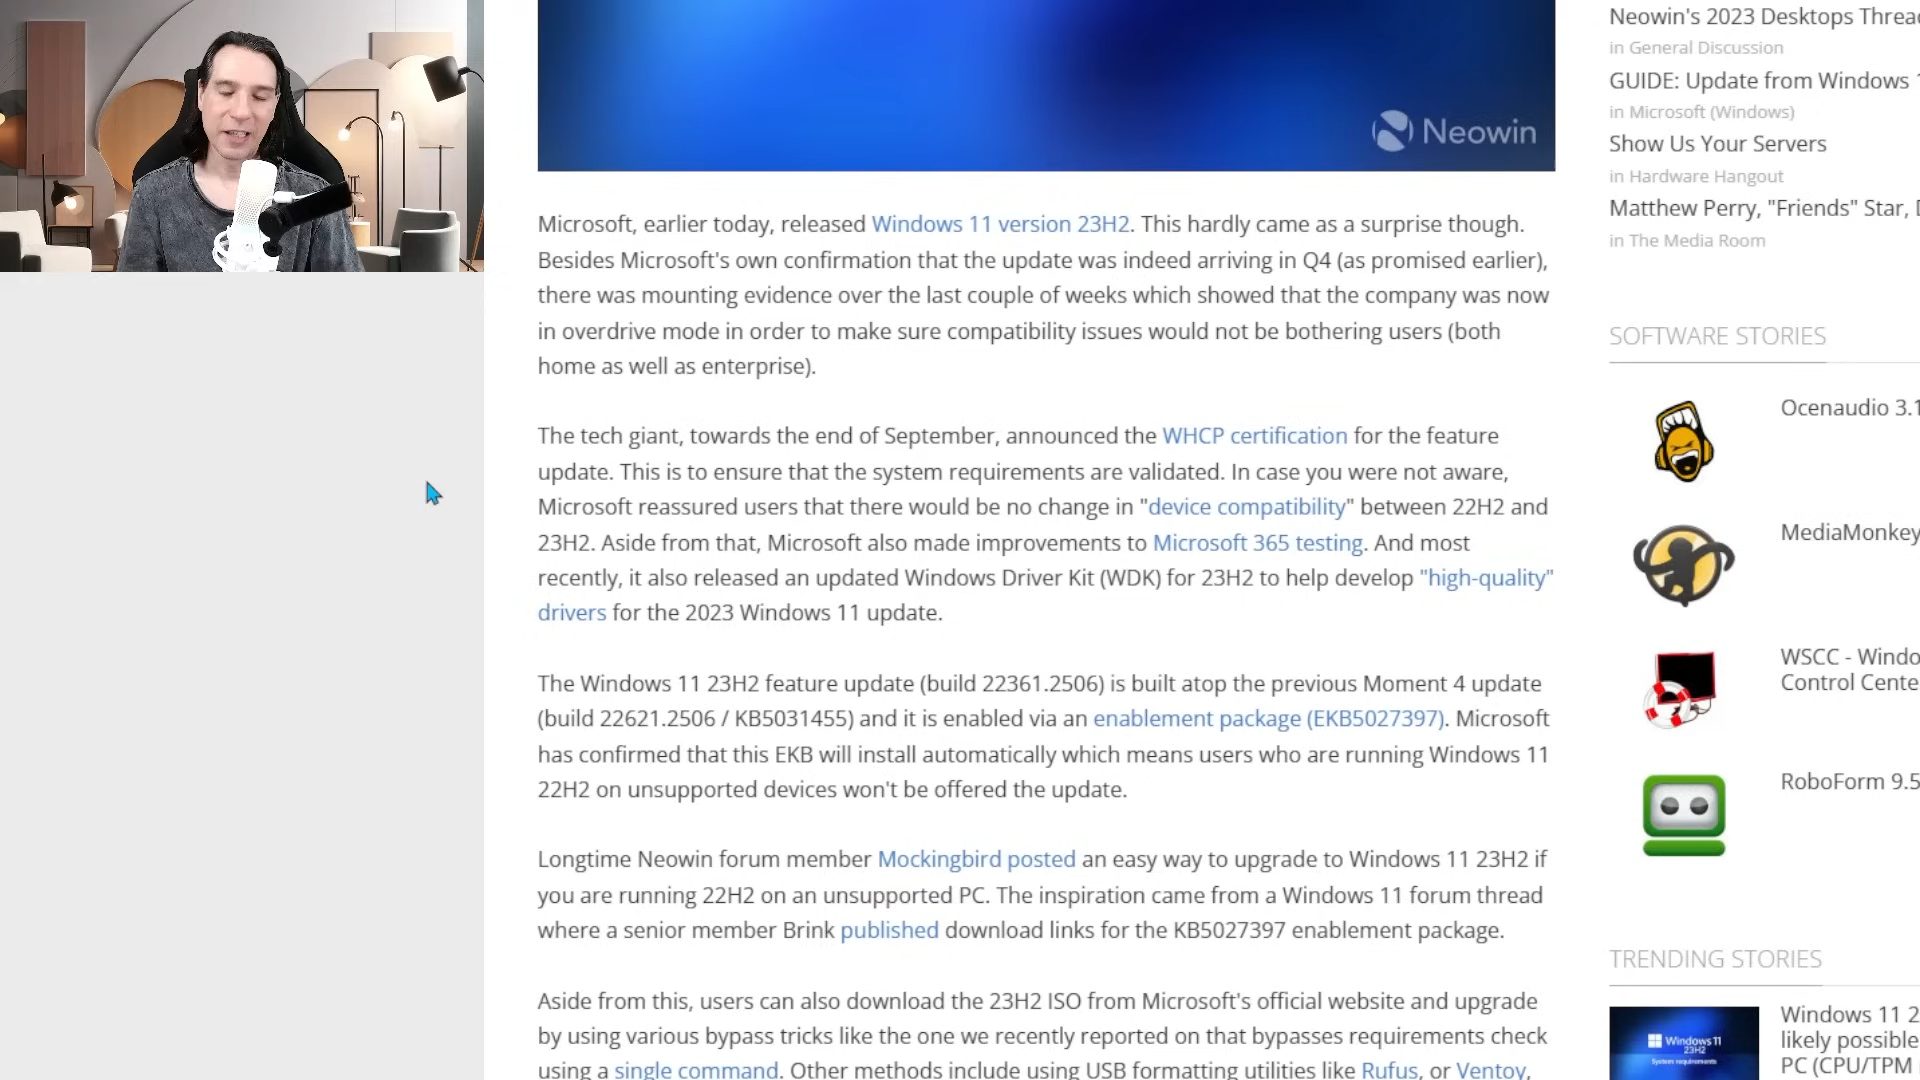 Neowin
Microsoft, earlier today, released Windows 11 version 23H2. This hardly came as a surprise though.
Besides Microsoft's own confirmation that the update was indeed arriving in Q4 (as promised earlier),
there was mounting evidence over the last couple of weeks which showed that the company was now
in overdrive mode in order to make sure compatibility issues would not be bothering users (both
home as well as enterprise).
The tech giant, towards the end of September, announced the WHCP certification for the feature
update. This is to ensure that the system requirements are validated. In case you were not aware,
Microsoft reassured users that there would be no change in "device compatibility" between 22H2 and
23H2. Aside from that, Microsoft also made improvements to Microsoft 365 testing. And most
recently, it also released an updated Windows Driver Kit (WDK) for 23H2 to help develop "high-quality"
drivers for the 2023 Windows 11 update.
The Windows 11 23H2 feature update (build 22361.2506) is built atop the previous Moment 4 update
(build 22621.2506 / KB5031455) and it is enabled via an enablement package (EKB5027397). Microsoft
has confirmed that this EKB will install automatically which means users who are running Windows 11
22H2 on unsupported devices won't be offered the update.
Longtime Neowin forum member Mockingbird posted an easy way to upgrade to Windows 11 23H2 if
you are running 22H2 on an unsupported PC. The inspiration came from a Windows 11 forum thread
where a senior member Brink published download links for the KB5027397 enablement package.
Aside from this, users can also download the 23H2 ISO from Microsoft's official website and upgrade
by using various bypass tricks like the one we recently reported on that bypasses requirements check
using a single command. Other methods include using USB formatting utilities like Rufus, or Ventoy,
Neowin's 2023 Desktops Threa
in General Discussion
GUIDE: Update from Windows 1
in Microsoft (Windows)
Show Us Your Servers
in Hardware Hangout
Matthew Perry, "Friends" Star, D
in The Media Room
SOFTWARE STORIES
Ocenaudio 3.1
MediaMonkey
WSCC - Windo
Control Cente
RoboForm 9.5
TRENDING STORIES
Windows 11
23H2
System requirements
Windows 11 2
likely possible
PC (CPU/TPM